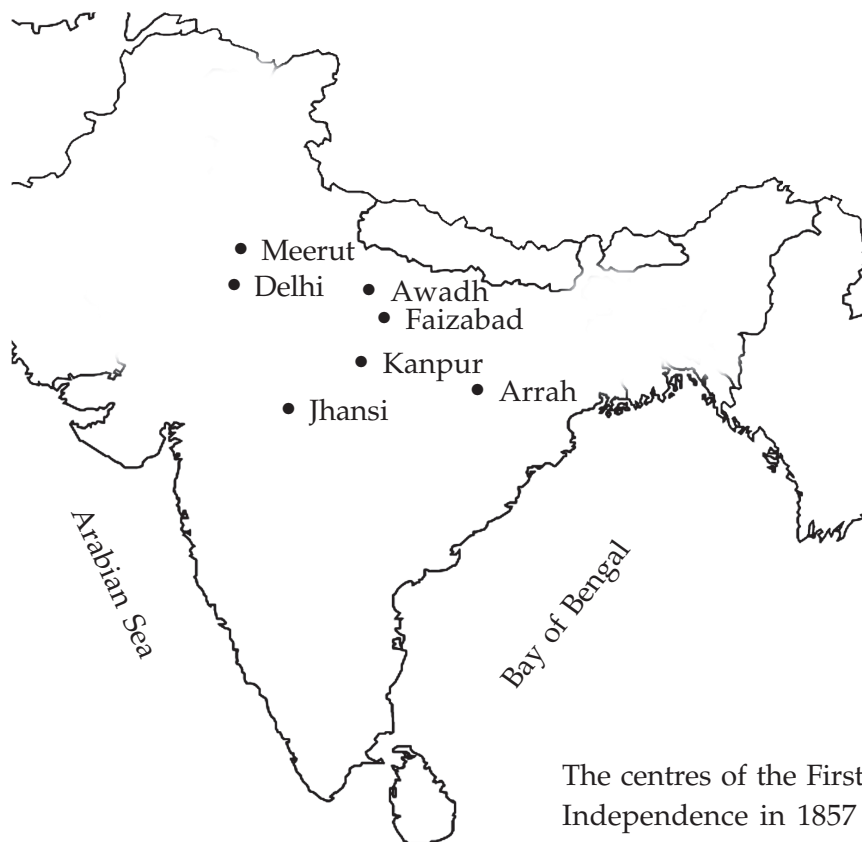 Meerut
Delhi
Awadh
Faizabad
Kanpur
Arrah
Jhansi
Arabian Sea
Bay of Bengal
The centres of the First
Independence in 1857